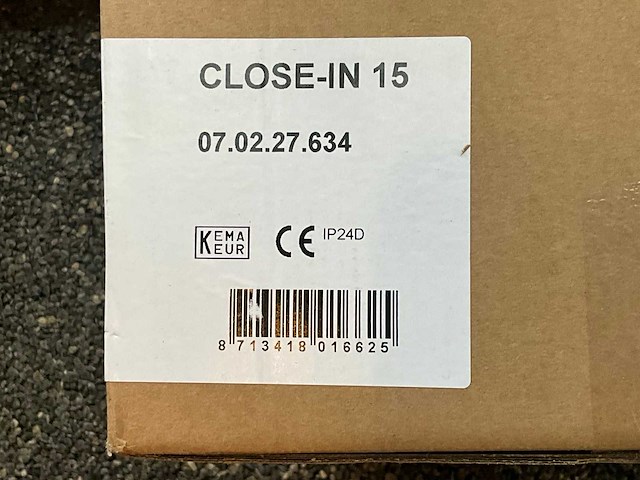 CLOSE-IN 15
07.02.27.634
KEMA KEUR CE IP24D
8 713418 016625